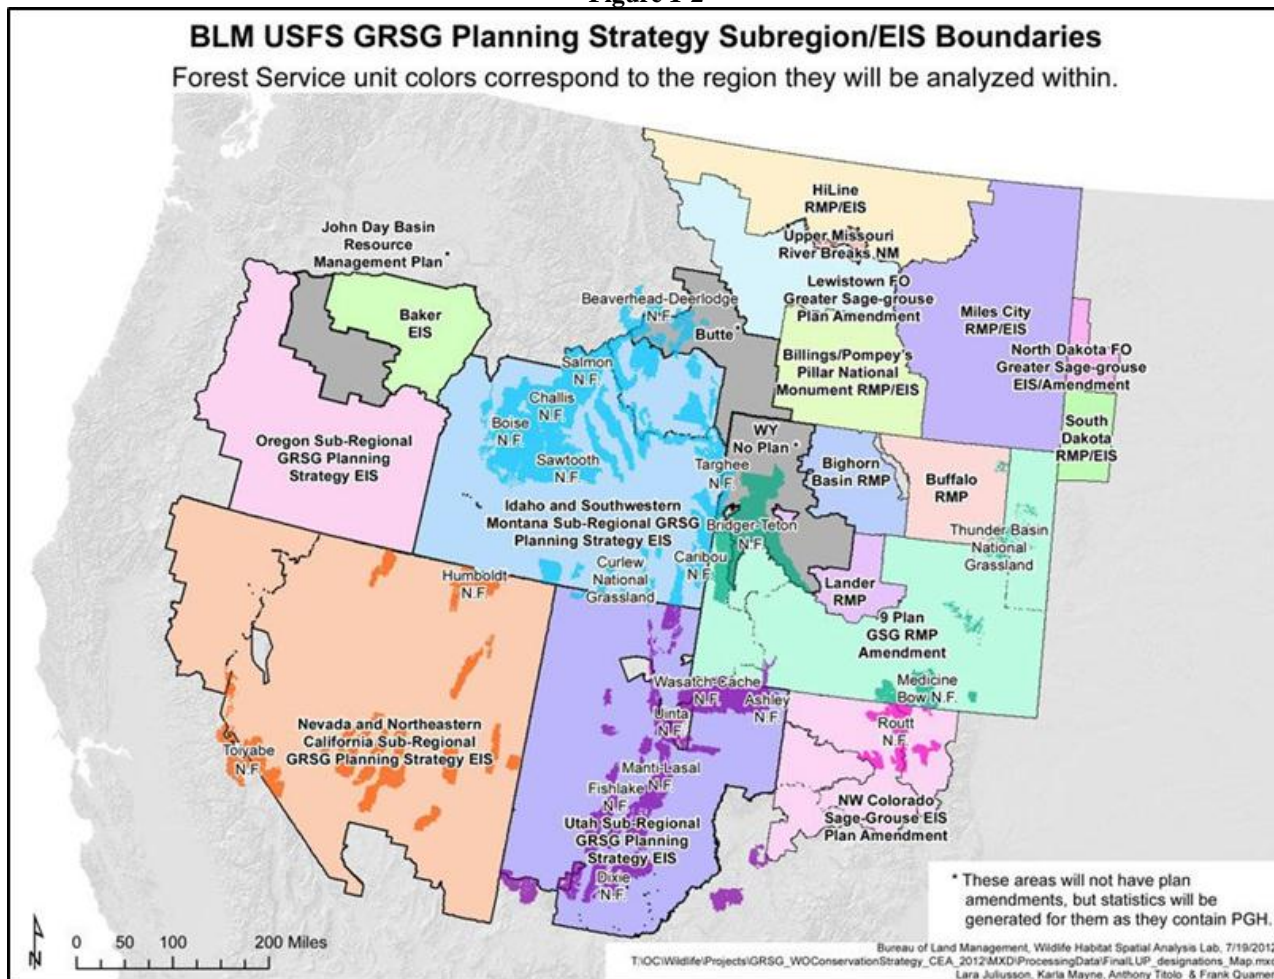 Figure 1-2
BLM USFS GRSG Planning Strategy Subregion/EIS Boundaries
Forest Service unit colors correspond to the region they will be analyzed within.
HiLine
RMP/EIS
John Day Basin
Resource
Management Plan*
Upper Missouri
River Breaks NM
Lewistown FO
Greater Sage-grouse
Plan Amendment
Beaverhead-Deerlodge
N.F.
Baker
EIS
Butte*
Miles City
RMP/EIS
North Dakota FO
Greater Sage-grouse
EIS/Amendment
Billings/Pompey's
Pillar National
Monument RMP/EIS
Salmon
N.F.
Challis
N.F.
Boise
N.F.
Sawtooth
N.F.
South
Dakota
RMP/EIS
WY
No Plan*
Oregon Sub-Regional
GRSG Planning
Strategy EIS
Targhee
N.F.
Bighorn
Basin RMP
Buffalo
RMP
Idaho and Southwestern
Montana Sub-Regional GRSG
Planning Strategy EIS
Bridger-Teton
N.F.
Thunder Basin
National
Grassland
Caribou
N.F.
Curlew
National
Grassland
Humboldt
N.F.
Lander
RMP
9 Plan
GSG RMP
Amendment
Wasatch-Cache
N.F.
Ashley
N.F.
Medicine
Bow N.F.
Uinta
N.F.
Routt
N.F.
Nevada and Northeastern
California Sub-Regional
GRSG Planning Strategy EIS
Toiyabe
N.F.
Manti-Lasal
N.F.
Fishlake
N.F.
NW Colorado
Sage-Grouse EIS
Plan Amendment
Utah Sub-Regional
GRSG Planning
Strategy EIS
Dixie
N.F.
* These areas will not have plan
amendments, but statistics will be
generated for them as they contain PGH.
N
0 50 100 200 Miles
Bureau of Land Management, Wildlife Habitat Spatial Analysis Lab, 7/19/2012
T:\OC\Wildlife\Projects\GRSG_WOConservationStrategy_CEA_2012\MXD\ProcessingData\FinalLUP_designations_Map.mxd
Lara Juliusson, Karla Mayne, Anthony Titolo, & Frank